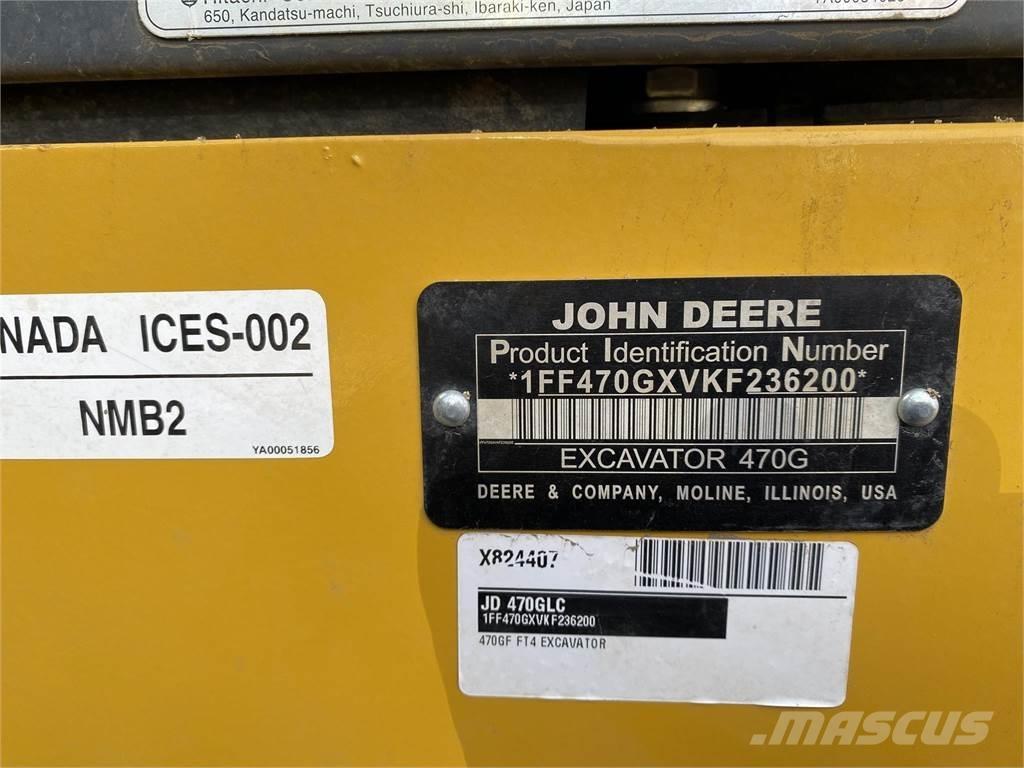 650, Kandatsu-machi, Tsuchiura-shi, Ibaraki-ken, Japan
NADA ICES-002
NMB2
YA00051856
JOHN DEERE
Product Identification Number
*1FF470GXVKF236200*
EXCAVATOR 470G
DEERE & COMPANY, MOLINE, ILLINOIS, USA
X824407
JD 470GLC
1FF470GXVKF236200
470GF FT4 EXCAVATOR
MASCUS